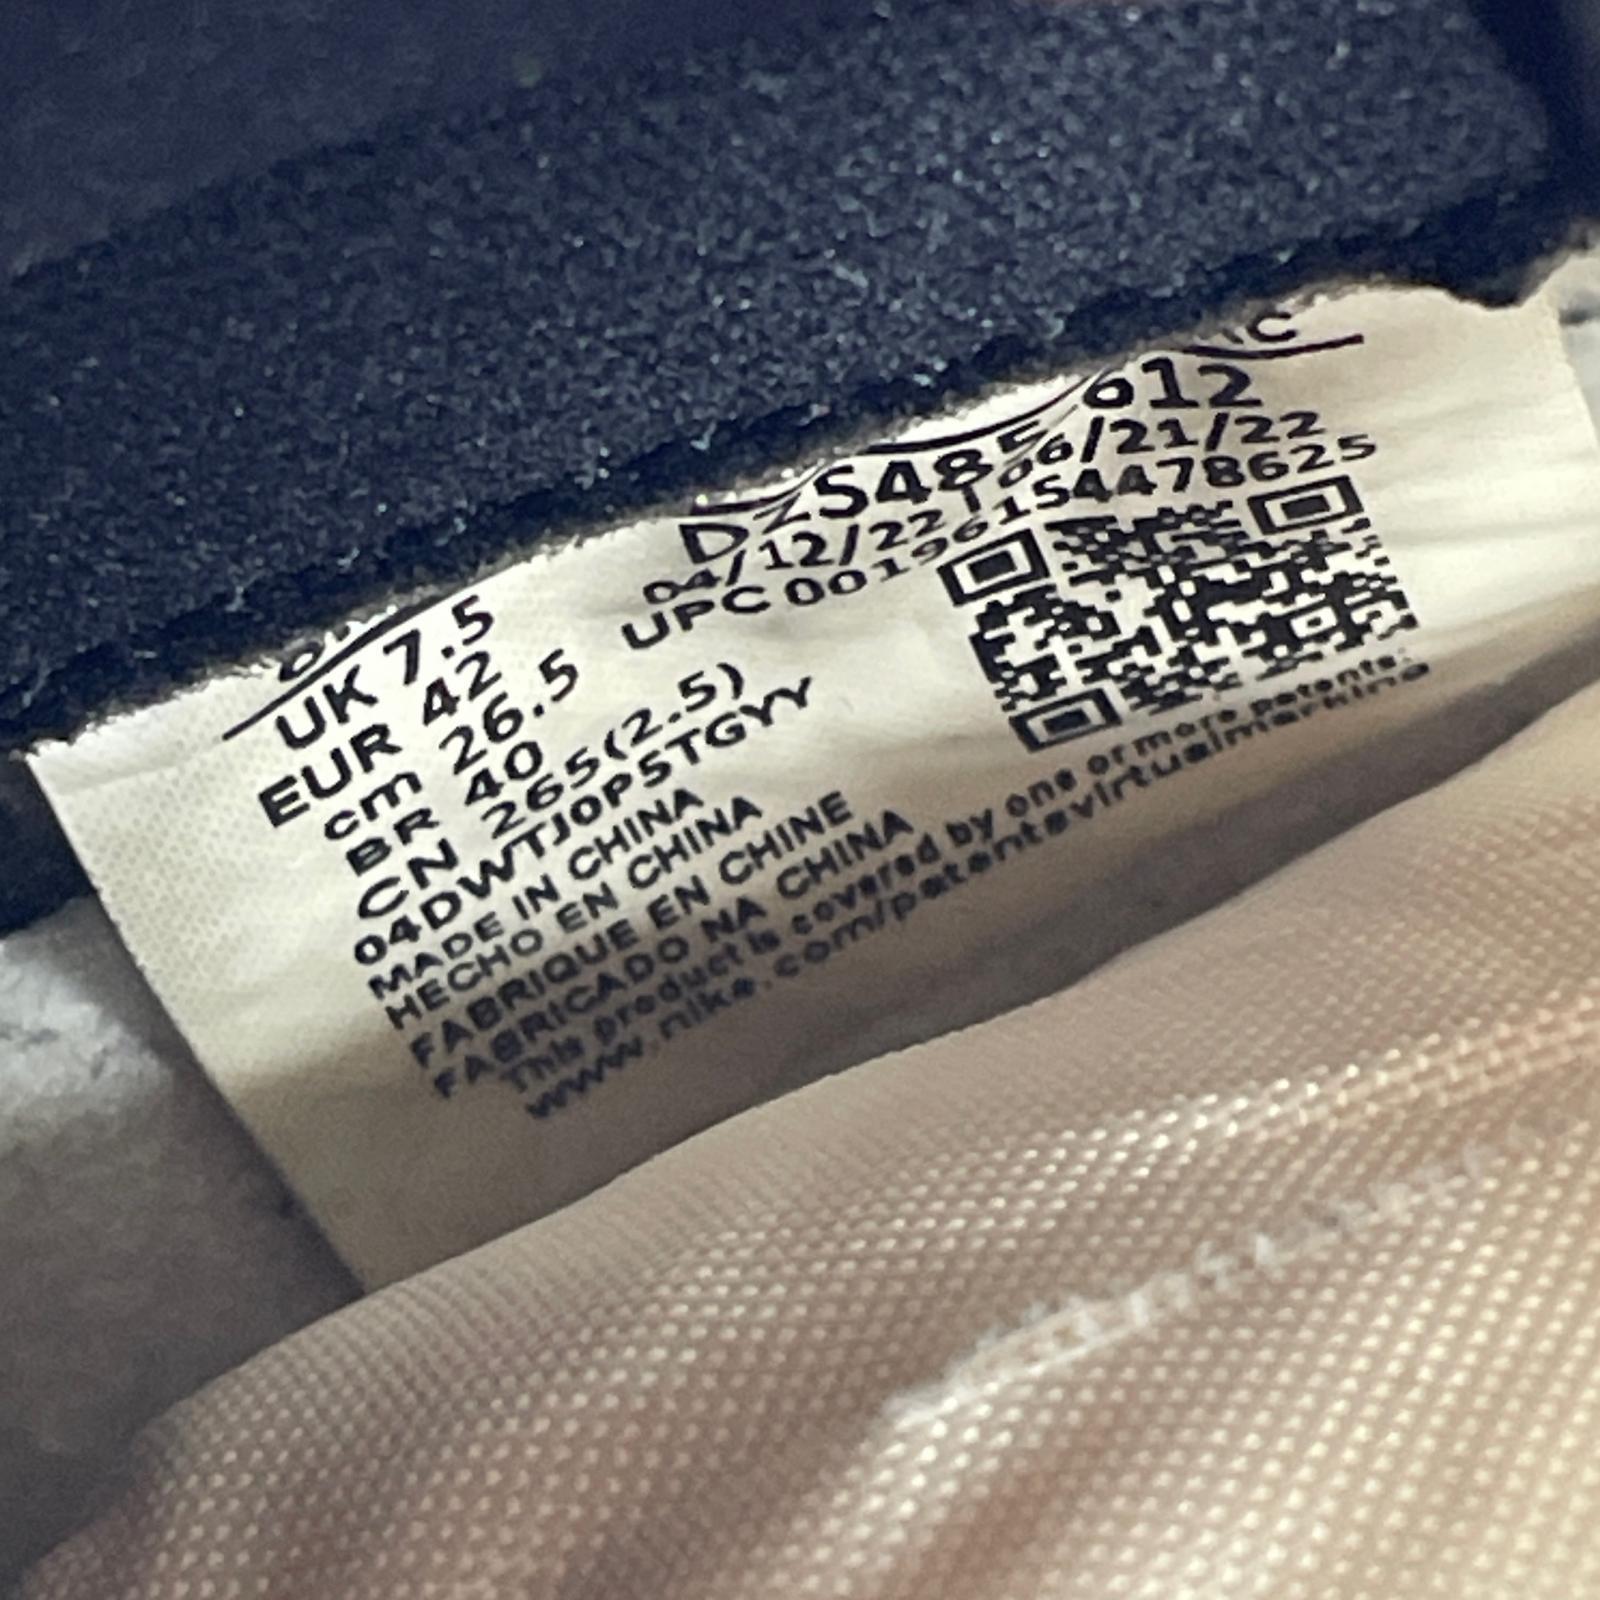 UK 7.5
EUR 42
cm 26.5
BR 40
CN 265(2.5)
04DWTJ0P5TGYY
DZ5485 612
04/12/22 06/21/22
UPC 00196154478625
MADE IN CHINA
HECHO EN CHINA
FABRIQUE EN CHINE
FABRICADO NA CHINA
This product is covered by one or more patents:
www.nike.com/patentsvirtualmarking